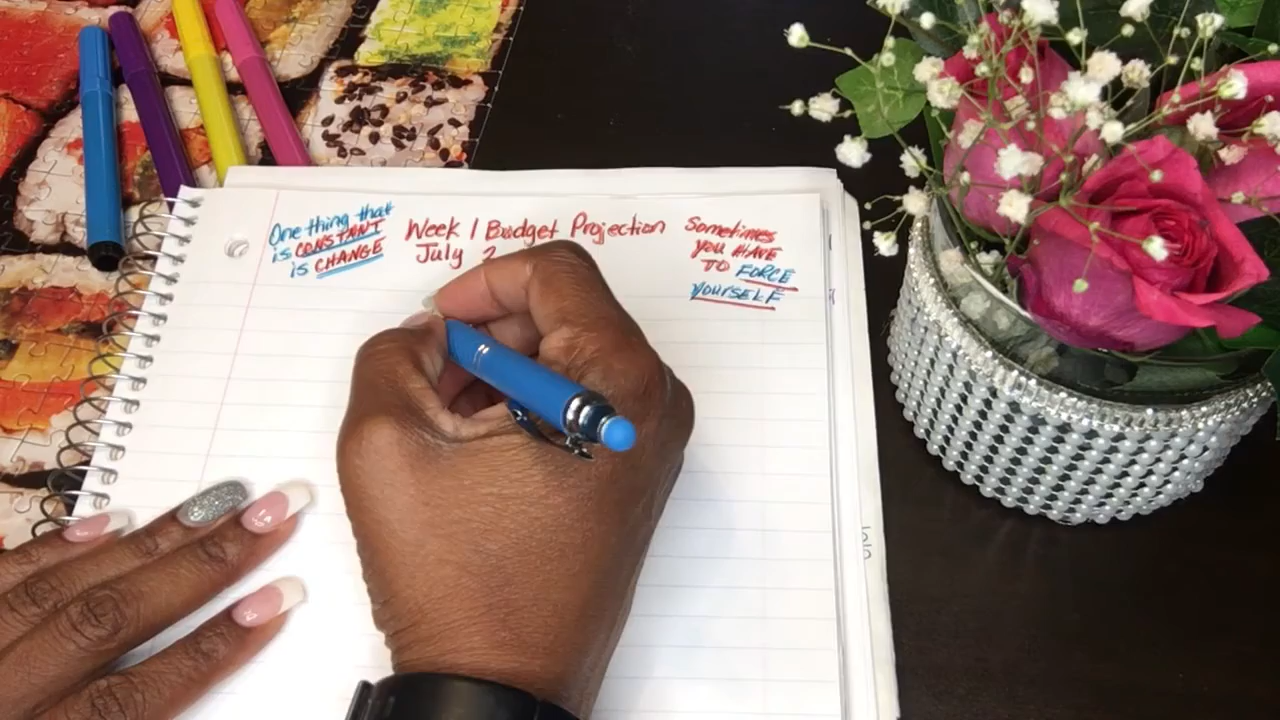 One thing that
is CONSTANT
is CHANGE
Week 1 Budget Projection
July 2
Sometimes
you HAVE
TO FORCE
YOURSELF